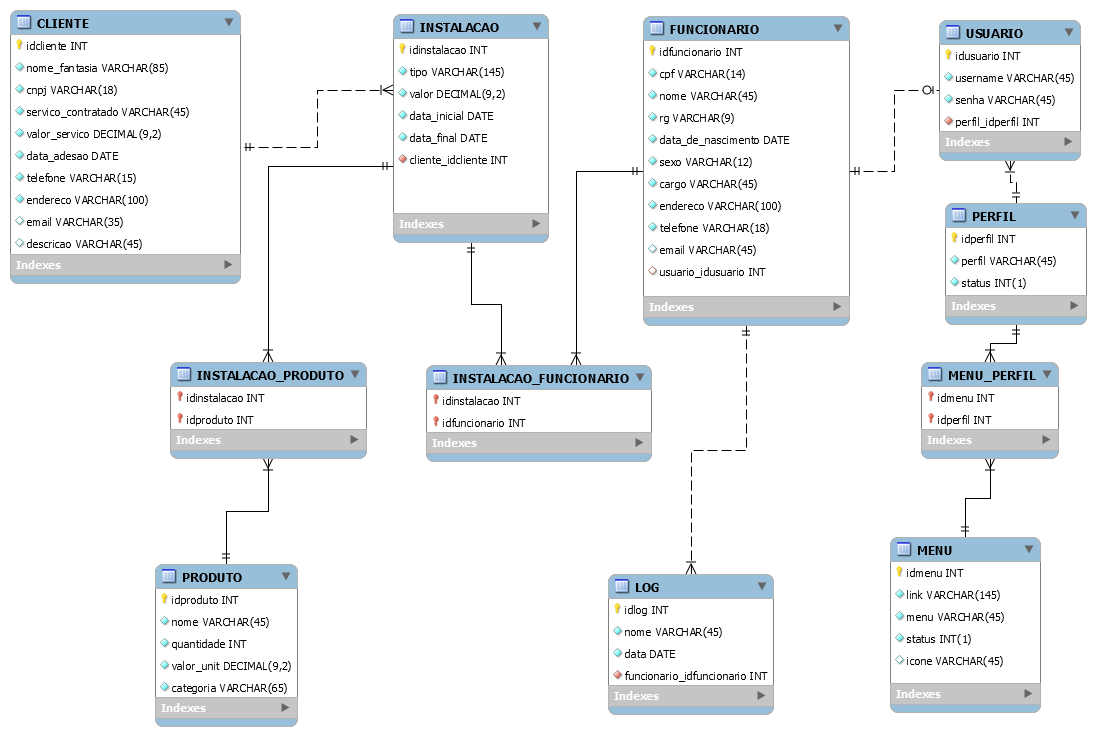 CLIENTE
idcliente INT
nome_fantasia VARCHAR(85)
cnpj VARCHAR(18)
servico_contratado VARCHAR(45)
valor_servico DECIMAL(9,2)
data_adesao DATE
telefone VARCHAR(15)
endereco VARCHAR(100)
email VARCHAR(35)
descricao VARCHAR(45)
Indexes
INSTALACAO
idinstalacao INT
tipo VARCHAR(145)
valor DECIMAL(9,2)
data_inicial DATE
data_final DATE
cliente_idcliente INT
Indexes
FUNCIONARIO
idfuncionario INT
cpf VARCHAR(14)
nome VARCHAR(45)
rg VARCHAR(9)
data_de_nascimento DATE
sexo VARCHAR(12)
cargo VARCHAR(45)
endereco VARCHAR(100)
telefone VARCHAR(18)
email VARCHAR(45)
usuario_idusuario INT
Indexes
USUARIO
idusuario INT
username VARCHAR(45)
senha VARCHAR(45)
perfil_idperfil INT
Indexes
PERFIL
idperfil INT
perfil VARCHAR(45)
status INT(1)
Indexes
INSTALACAO_PRODUTO
idinstalacao INT
idproduto INT
Indexes
INSTALACAO_FUNCIONARIO
idinstalacao INT
idfuncionario INT
Indexes
MENU_PERFIL
idmenu INT
idperfil INT
Indexes
PRODUTO
idproduto INT
nome VARCHAR(45)
quantidade INT
valor_unit DECIMAL(9,2)
categoria VARCHAR(65)
Indexes
LOG
idlog INT
nome VARCHAR(45)
data DATE
funcionario_idfuncionario INT
Indexes
MENU
idmenu INT
link VARCHAR(145)
menu VARCHAR(45)
status INT(1)
icone VARCHAR(45)
Indexes